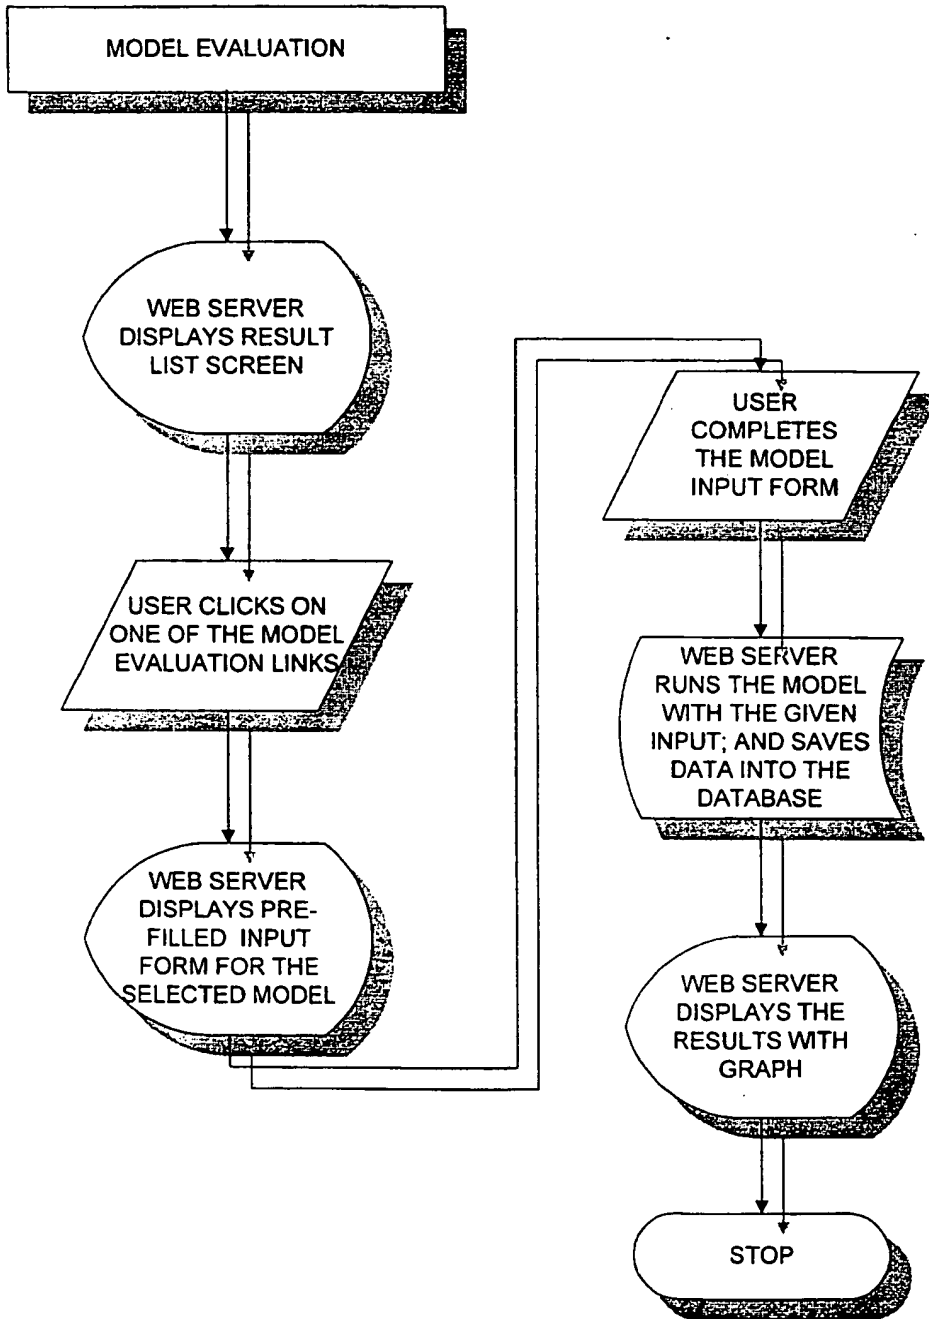 MODEL EVALUATION
WEB SERVER
DISPLAYS RESULT
LIST SCREEN
USER CLICKS ON
ONE OF THE MODEL
EVALUATION LINKS
WEB SERVER
DISPLAYS PRE-
FILLED INPUT
FORM FOR THE
SELECTED MODEL
USER
COMPLETES
THE MODEL
INPUT FORM
WEB SERVER
RUNS THE MODEL
WITH THE GIVEN
INPUT; AND SAVES
DATA INTO THE
DATABASE
WEB SERVER
DISPLAYS THE
RESULTS WITH
GRAPH
STOP